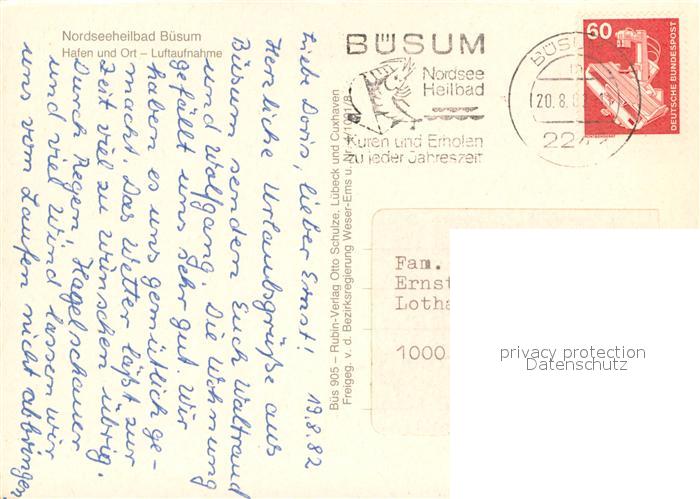 Nordseeheilbad Büsum
Hafen und Ort – Luftaufnahme
BÜSUM
Nordsee
Heilbad
Kuren und Erholen
zu jeder Jahreszeit
20.8.8
60
DEUTSCHE BUNDESPOST
19.8.82
Liebe Doris, lieber Ernst!
Herzliche Urlaubsgrüße aus
Büsum senden Euch Waltraud
und Wolfgang. Die Wohnung
gefällt uns sehr gut. Wir
haben es uns gemütlich ge-
macht. Das Wetter läßt zur
Zeit viel zu wünschen übrig.
Durch Regen, Hagelschauer
und viel Wind lassen wir
uns vom Laufen nicht abbringen
Büs 905 – Rubin-Verlag Otto Schulze, Lübeck und Cuxhaven
Freigeg. v. d. Bezirksregierung Weser-Ems u. Nr.
Fam.
Ernst
Lotha
1000
privacy protection
Datenschutz